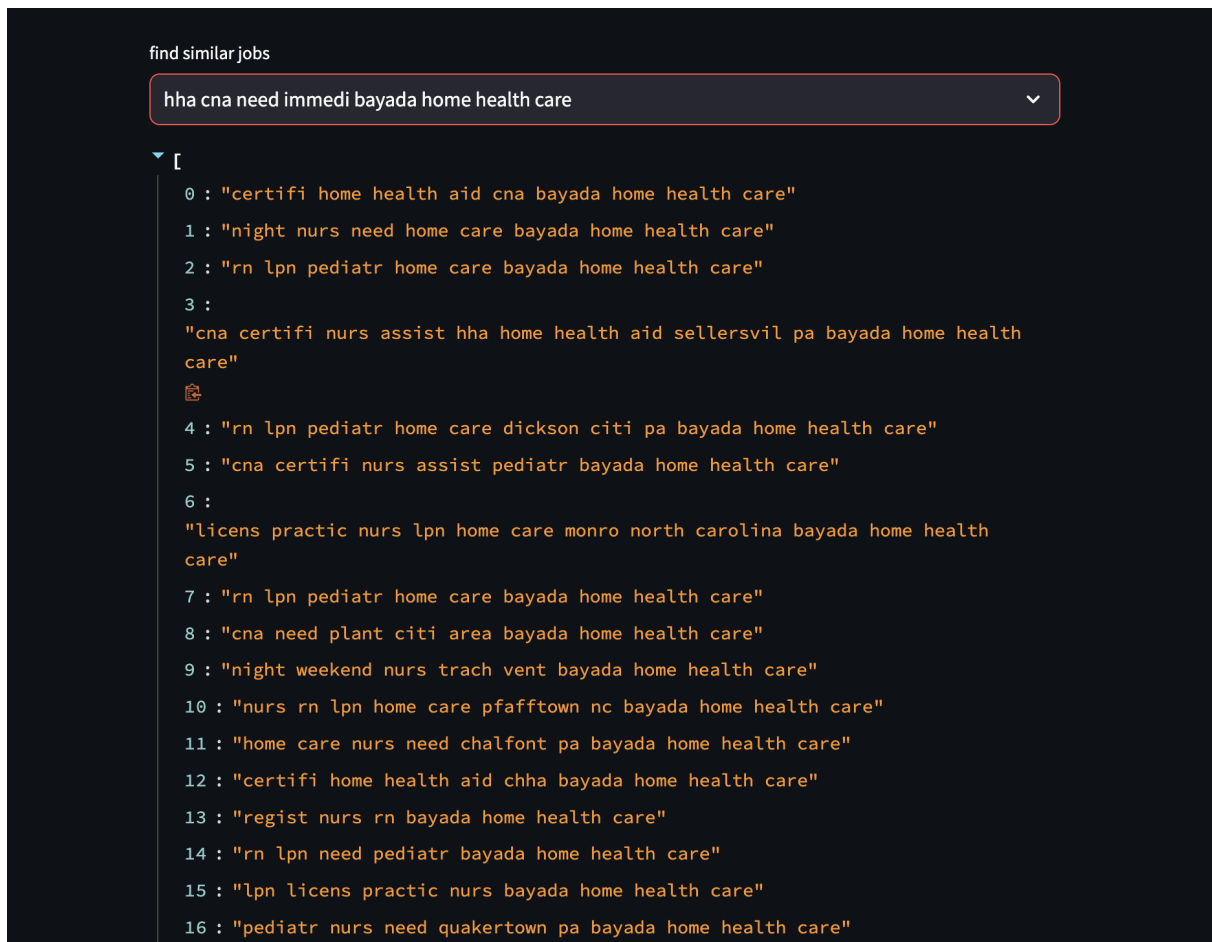 find similar jobs
hha cna need immedi bayada home health care
[
0 : "certifi home health aid cna bayada home health care"
1 : "night nurs need home care bayada home health care"
2 : "rn lpn pediatr home care bayada home health care"
3 :
"cna certifi nurs assist hha home health aid sellersvil pa bayada home health
care"
4 : "rn lpn pediatr home care dickson citi pa bayada home health care"
5 : "cna certifi nurs assist pediatr bayada home health care"
6 :
"licens practic nurs lpn home care monro north carolina bayada home health
care"
7 : "rn lpn pediatr home care bayada home health care"
8 : "cna need plant citi area bayada home health care"
9 : "night weekend nurs trach vent bayada home health care"
10 : "nurs rn lpn home care pfafftown nc bayada home health care"
11 : "home care nurs need chalfont pa bayada home health care"
12 : "certifi home health aid chha bayada home health care"
13 : "regist nurs rn bayada home health care"
14 : "rn lpn need pediatr bayada home health care"
15 : "lpn licens practic nurs bayada home health care"
16 : "pediatr nurs need quakertown pa bayada home health care"